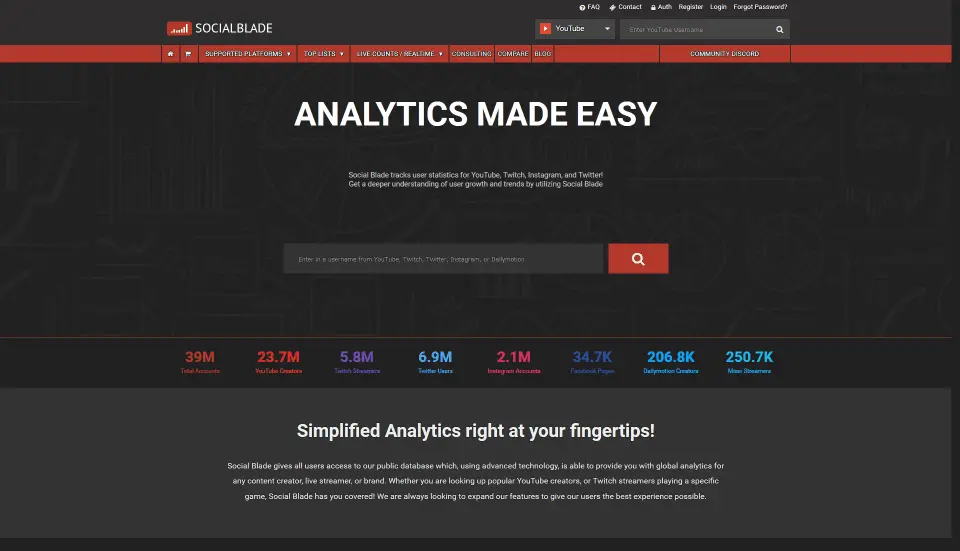 FAQ Contact Auth Register Login Forgot Password?
SOCIALBLADE
YouTube
Enter YouTube Username
SUPPORTED PLATFORMS TOP LISTS LIVE COUNTS / REALTIME CONSULTING COMPARE BLOG COMMUNITY DISCORD
ANALYTICS MADE EASY
Social Blade tracks user statistics for YouTube, Twitch, Instagram, and Twitter!
Get a deeper understanding of user growth and trends by utilizing Social Blade
Enter in a username from YouTube, Twitch, Twitter, Instagram, or Dailymotion
39M 23.7M 5.8M 6.9M 2.1M 34.7K 206.8K 250.7K
Total Accounts YouTube Creators Twitch Streamers Twitter Users Instagram Accounts Facebook Pages Dailymotion Creators Mixer Streamers
Simplified Analytics right at your fingertips!
Social Blade gives all users access to our public database which, using advanced technology, is able to provide you with global analytics for
any content creator, live streamer, or brand. Whether you are looking up popular YouTube creators, or Twitch streamers playing a specific
game, Social Blade has you covered! We are always looking to expand our features to give our users the best experience possible.